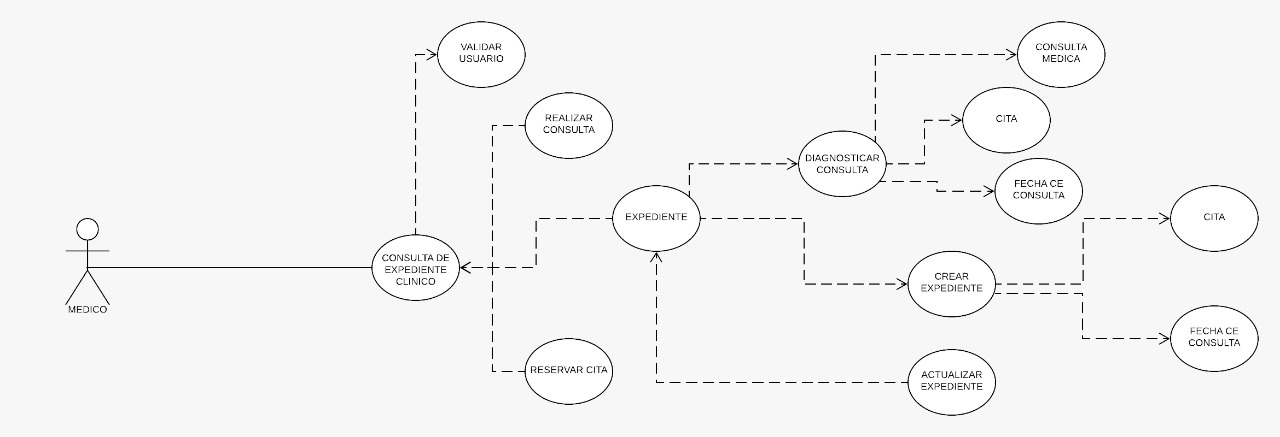 VALIDAR
USUARIO
CONSULTA
MEDICA
REALIZAR
CONSULTA
CITA
DIAGNOSTICAR
CONSULTA
FECHA CE
CONSULTA
EXPEDIENTE
CITA
CONSULTA DE
EXPEDIENTE
CLINICO
CREAR
EXPEDIENTE
MEDICO
FECHA CE
CONSULTA
RESERVAR CITA
ACTUALIZAR
EXPEDIENTE